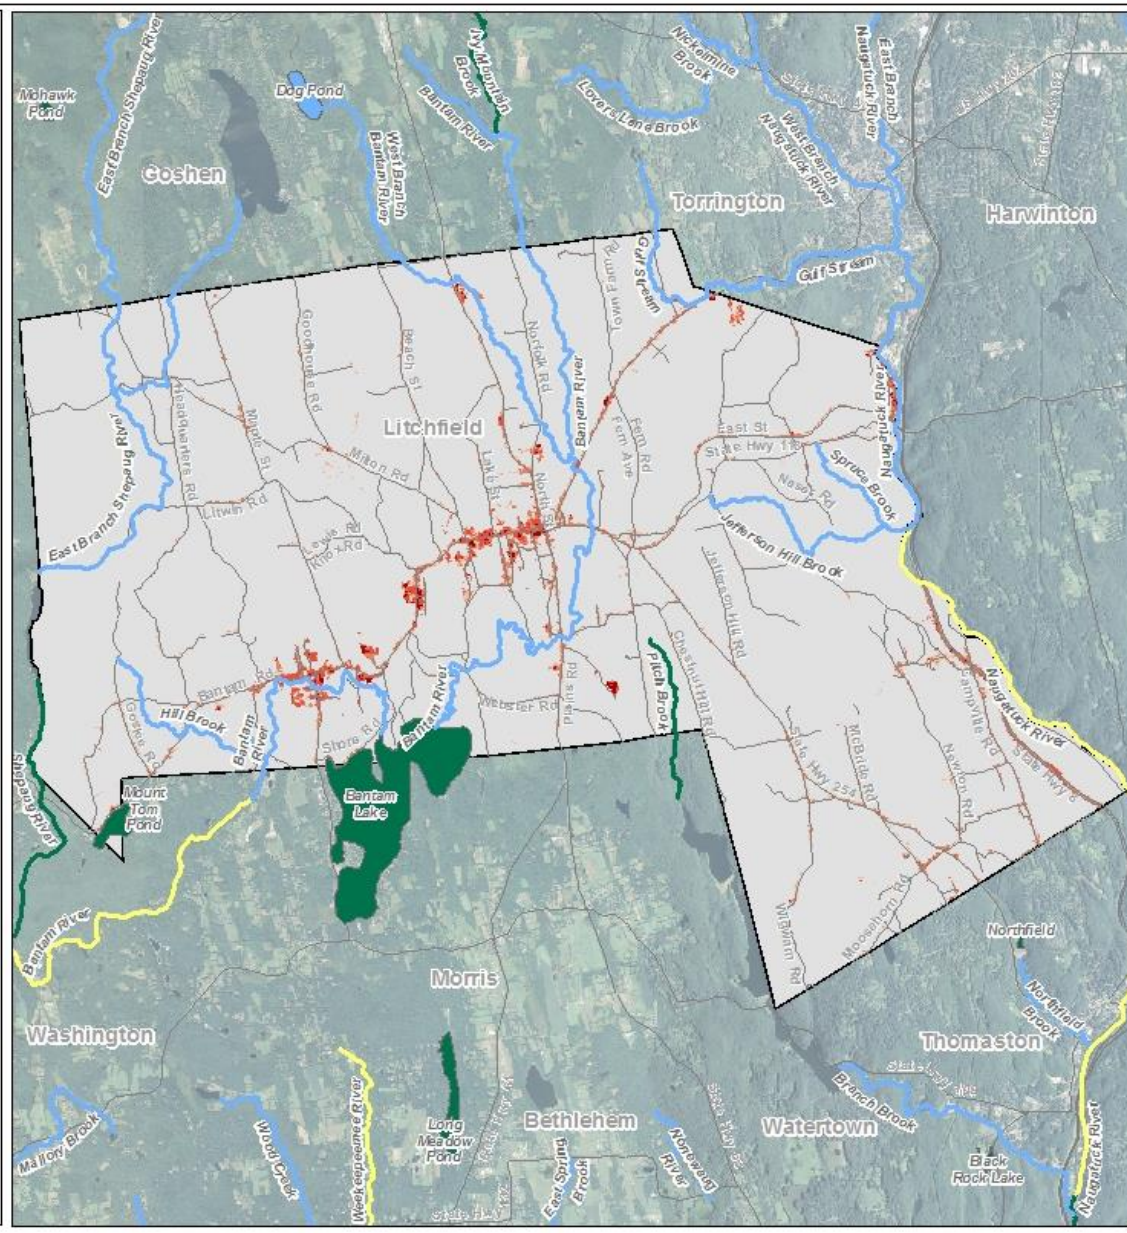 Mohawk
Pond
East Branch Shepaug River
Goshen
Dog Pond
West Branch
Bantam River
Bantam River
Ivy Mountain
Brook
Lovers Lane Brook
Nickelmine
Brook
West Branch
Naugatuck River
East Branch
Naugatuck River
Torrington
Harwinton
Gulf Stream
Gulf Stream
Town Farm Rd
Goodhouse Rd
Beach St
Norfolk Rd
Bantam River
Litchfield
Headquarters Rd
Maple St
Milton Rd
Lake St
North St
Fern Ave
Fern Rd
East St
State Hwy 118
Naugatuck River
Spruce Brook
East Branch Shepaug River
Litwin Rd
Jefferson Hill Brook
Jefferson Hill Rd
Chestnut Hill Rd
Pitch Brook
Bantam Rd
Hill Brook
Bantam
River
Shore Rd
Bantam River
Webster Rd
Plains Rd
Campville Rd
Naugatuck River
State Hwy 8
McBride Rd
Newton Rd
State Hwy 254
Shepaug River
Mount
Tom
Pond
Bantam
Lake
Bantam River
Wigwam Rd
Moosehorn Rd
Northfield
Northfield
Brook
Morris
Washington
Thomaston
Mallory Brook
Wood Creek
Weekeepeemee River
Long
Meadow
Pond
Bethlehem
East Spring
Brook
Nonewaug
River
Watertown
Branch Brook
Black
Rock Lake
Naugatuck River